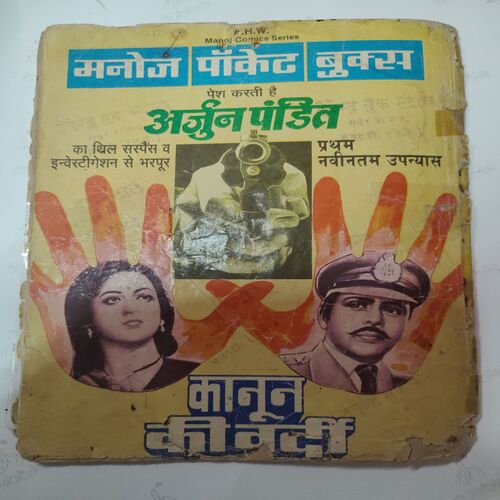 P.H.W.
Manoj Comics Series
मनोज पॉकेट बुक्स
पेश करती है
अर्जुन पंडित
का थ्रिल सस्पैंस व
इन्वेस्टीगेशन से भरपूर
प्रथम
नवीनतम उपन्यास
कानून
की वर्दी